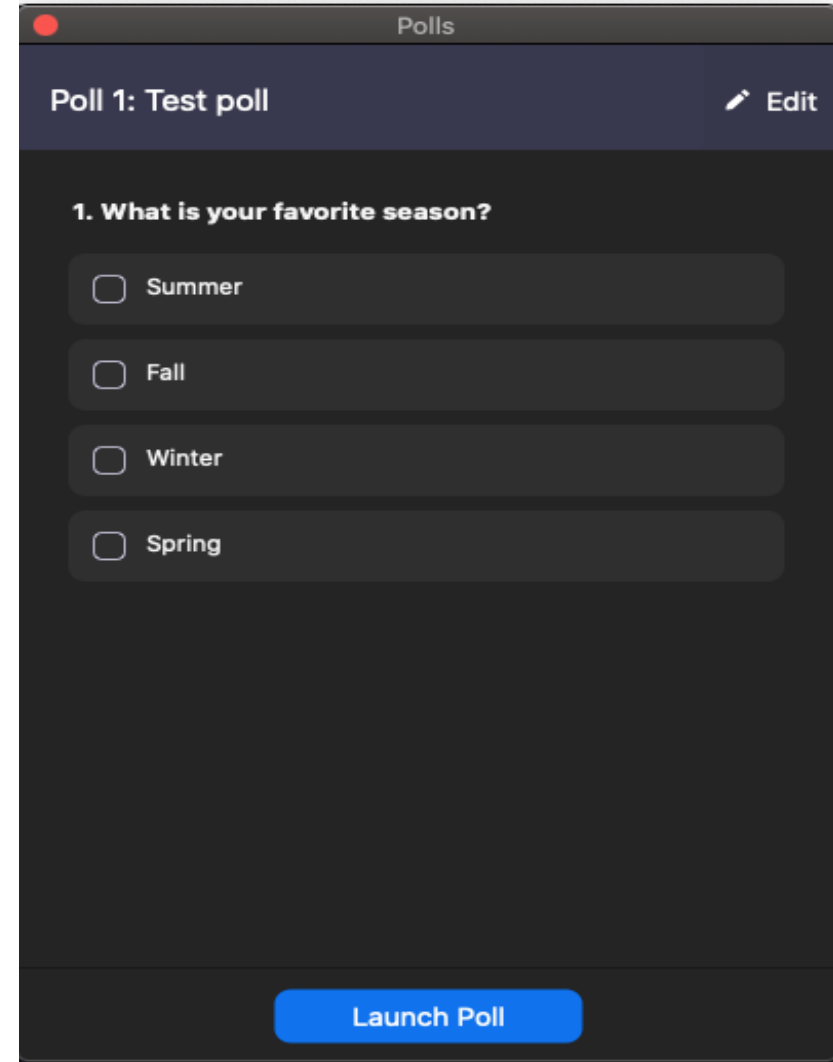 Polls
Poll 1: Test poll
Edit
1. What is your favorite season?
Summer
Fall
Winter
Spring
Launch Poll